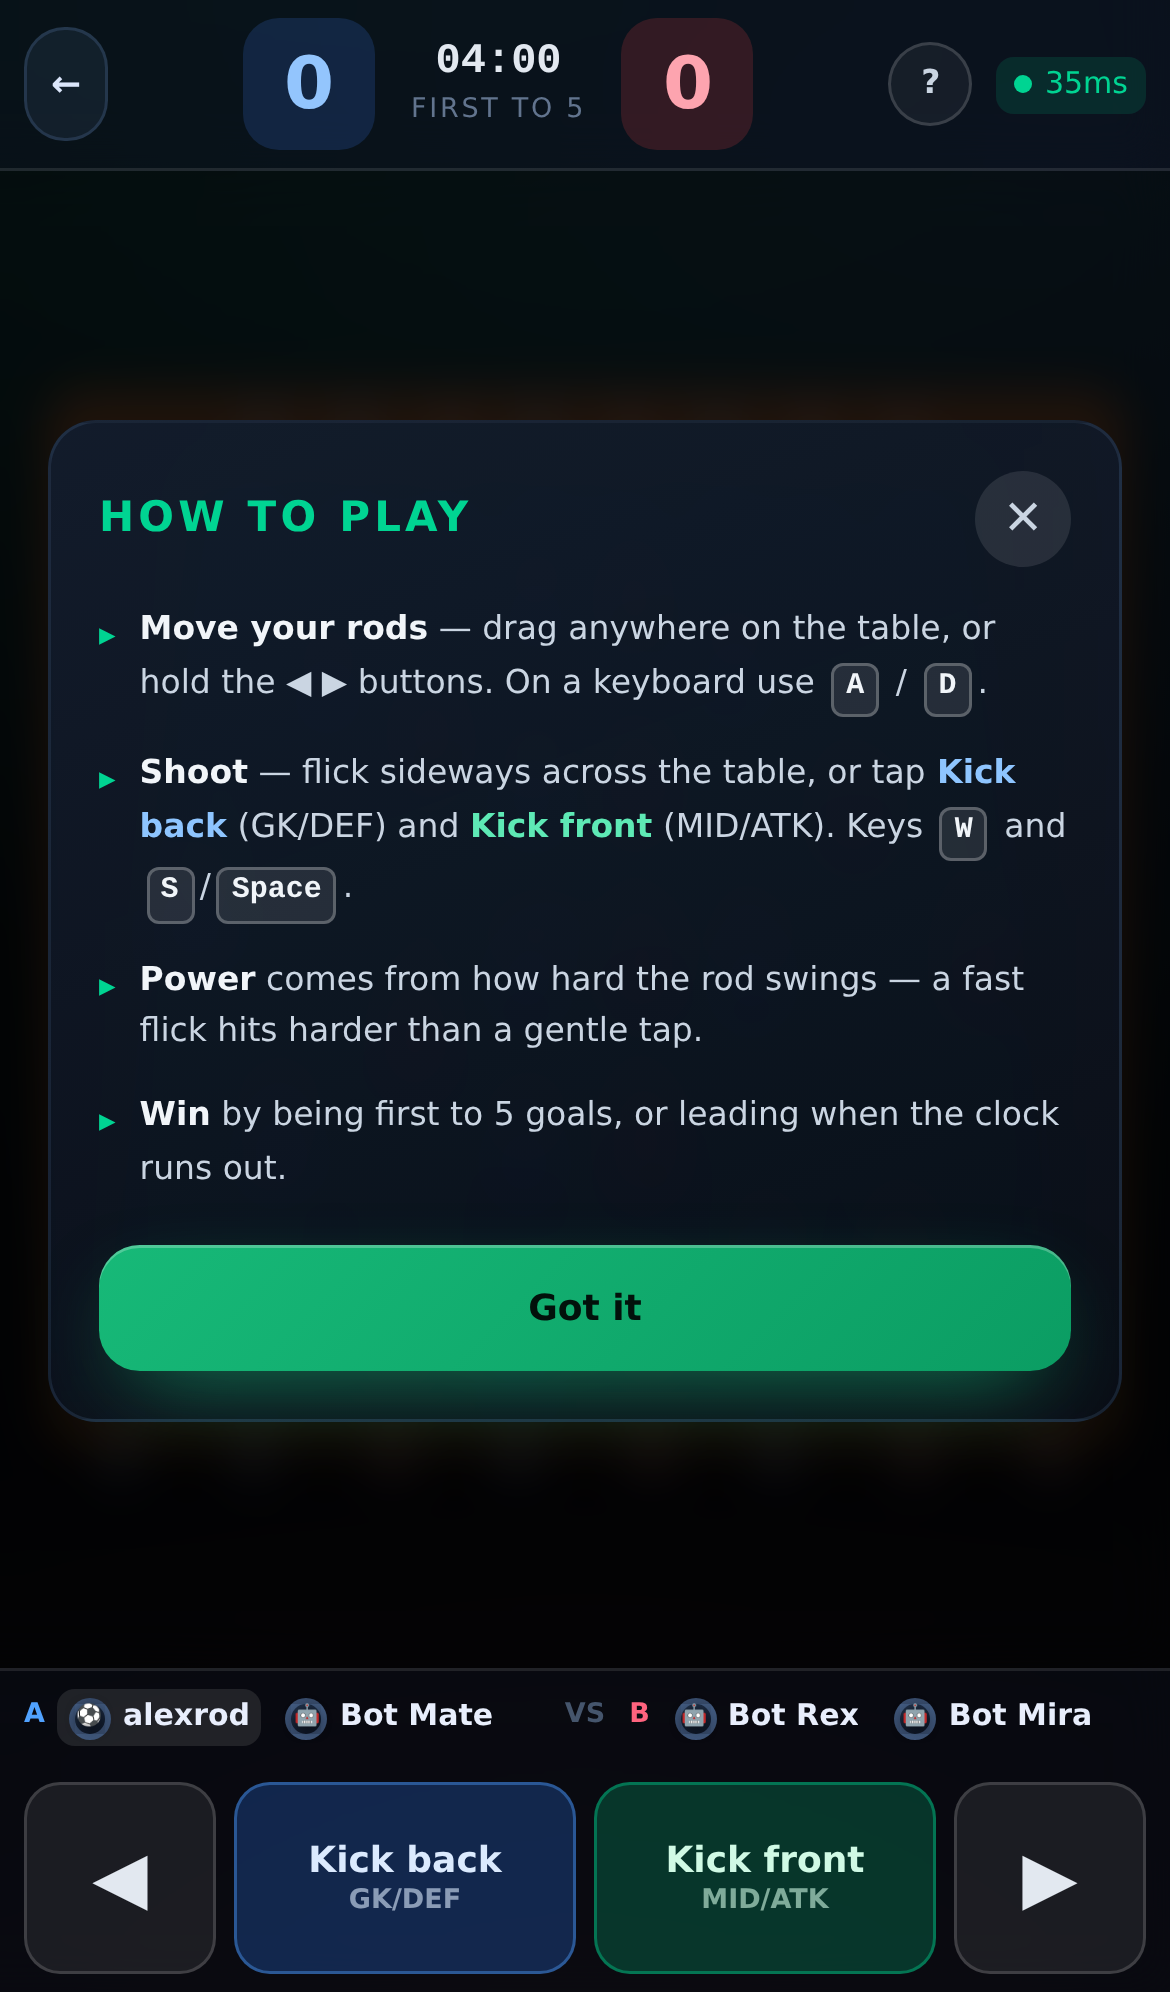 ←
0
04:00
FIRST TO 5
0
?
35ms
HOW TO PLAY
✕
▸ Move your rods — drag anywhere on the table, or
hold the ◀ ▶ buttons. On a keyboard use A / D.
▸ Shoot — flick sideways across the table, or tap Kick
back (GK/DEF) and Kick front (MID/ATK). Keys W and
S/Space.
▸ Power comes from how hard the rod swings — a fast
flick hits harder than a gentle tap.
▸ Win by being first to 5 goals, or leading when the clock
runs out.
Got it
A alexrod Bot Mate VS B Bot Rex Bot Mira
◀
Kick back
GK/DEF
Kick front
MID/ATK
▶